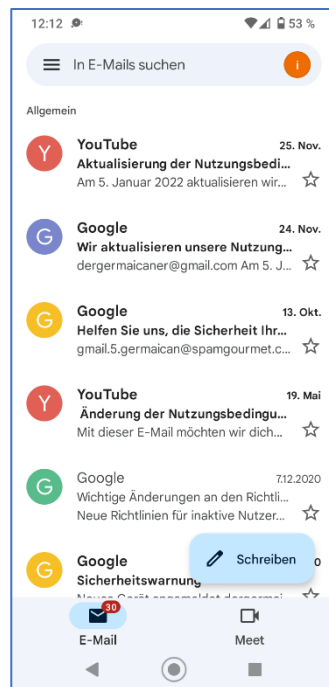 12:12 53 %
In E-Mails suchen i
Allgemein
Y YouTube 25. Nov.
Aktualisierung der Nutzungsbedi...
Am 5. Januar 2022 aktualisieren wir...
G Google 24. Nov.
Wir aktualisieren unsere Nutzung...
dergermaicaner@gmail.com Am 5. J...
G Google 13. Okt.
Helfen Sie uns, die Sicherheit Ihr...
gmail.5.germaican@spamgourmet.c...
Y YouTube 19. Mai
Änderung der Nutzungsbedingu...
Mit dieser E-Mail möchten wir dich...
G Google 7.12.2020
Wichtige Änderungen an den Richtli...
Neue Richtlinien für inaktive Nutzer...
G Google
Sicherheitswarnung
Schreiben
30
E-Mail Meet